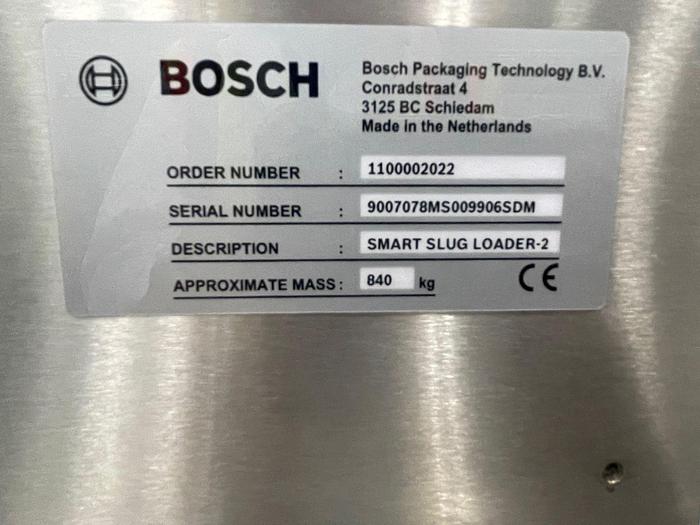 BOSCH
Bosch Packaging Technology B.V.
Conradstraat 4
3125 BC Schiedam
Made in the Netherlands
ORDER NUMBER : 1100002022
SERIAL NUMBER : 9007078MS009906SDM
DESCRIPTION : SMART SLUG LOADER-2
APPROXIMATE MASS: 840 kg
CE